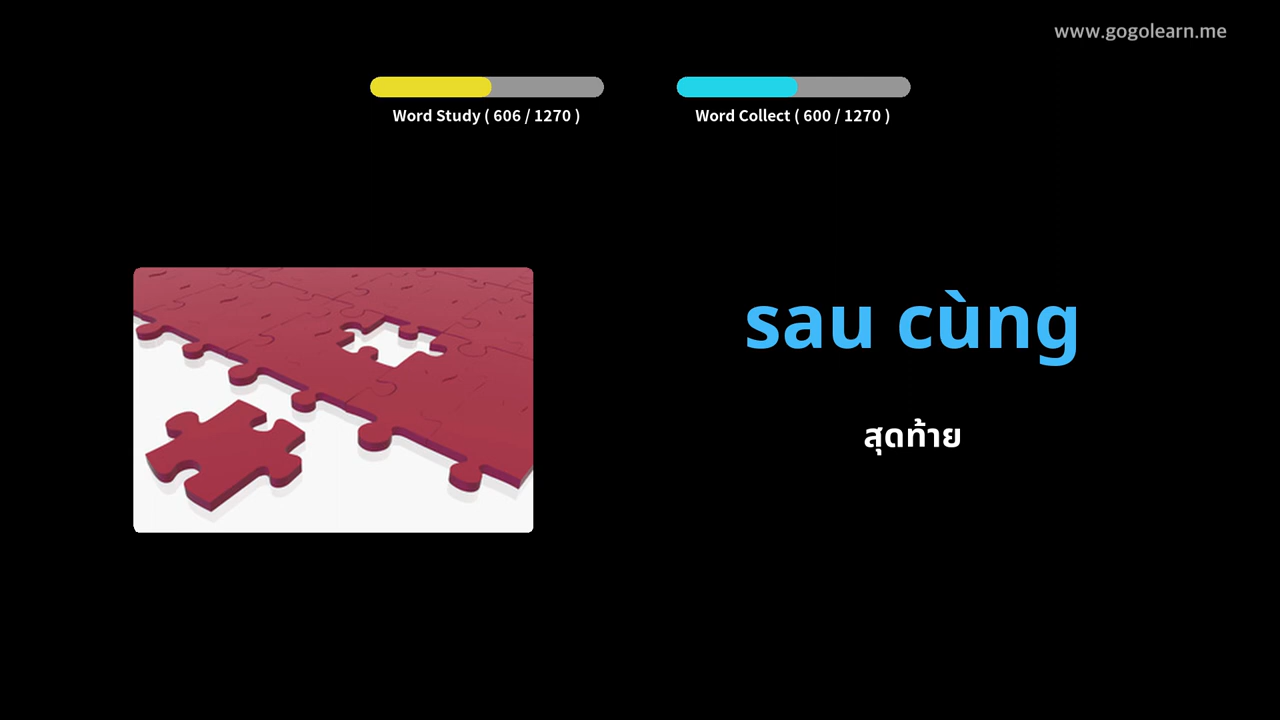 www.gogolearn.me
Word Study ( 606 / 1270 )
Word Collect ( 600 / 1270 )
sau cùng
สุดท้าย